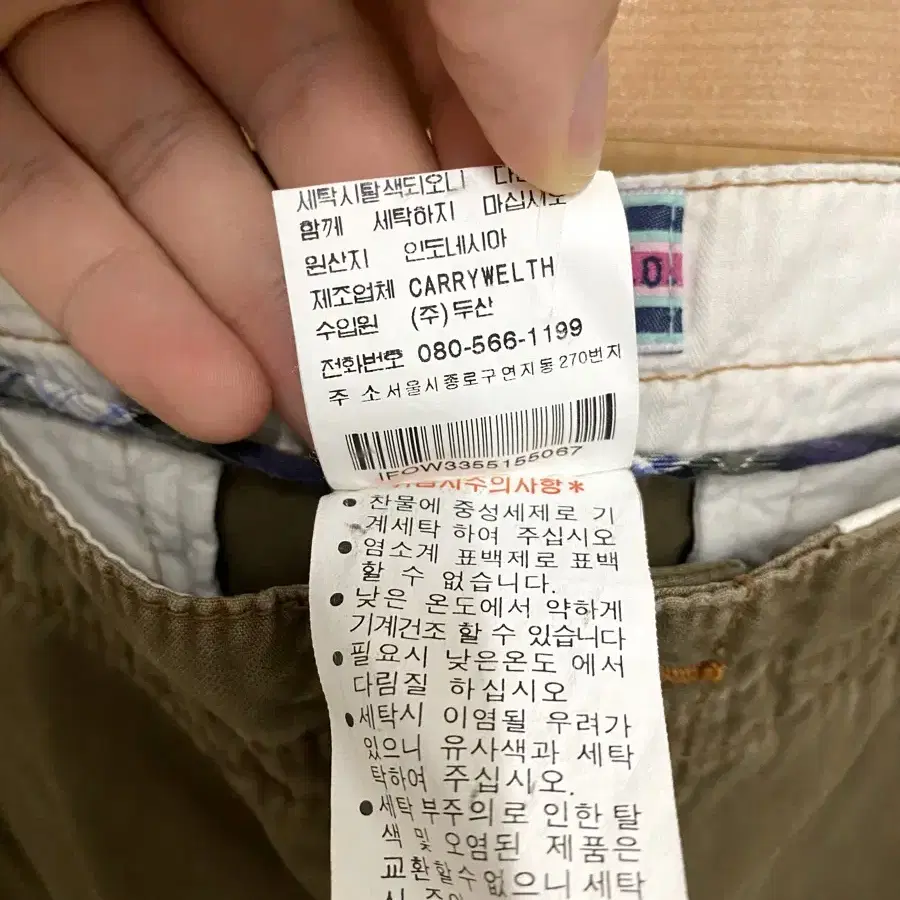 세탁시탈색되오니
함께 세탁하지 마십시오
원산지 인도네시아
제조업체 CARRYWELTH
수입원 (주)두산
전화번호 080-566-1199
주 소 서울시종로구연지동270번지
IFOW3355155067
취급시주의사항*
● 찬물에 중성세제로 기
계세탁 하여 주십시오
● 염소계 표백제로 표백
할 수 없습니다.
● 낮은 온도에서 약하게
기계건조 할 수 있습니다
● 필요시 낮은온도 에서
다림질 하십시오
● 세탁시 이염될 우려가
있으니 유사색과 세탁
탁하여 주십시오.
● 세탁 부주의로 인한 탈
색 및 오염된 제품은
교환할수없으니 세탁